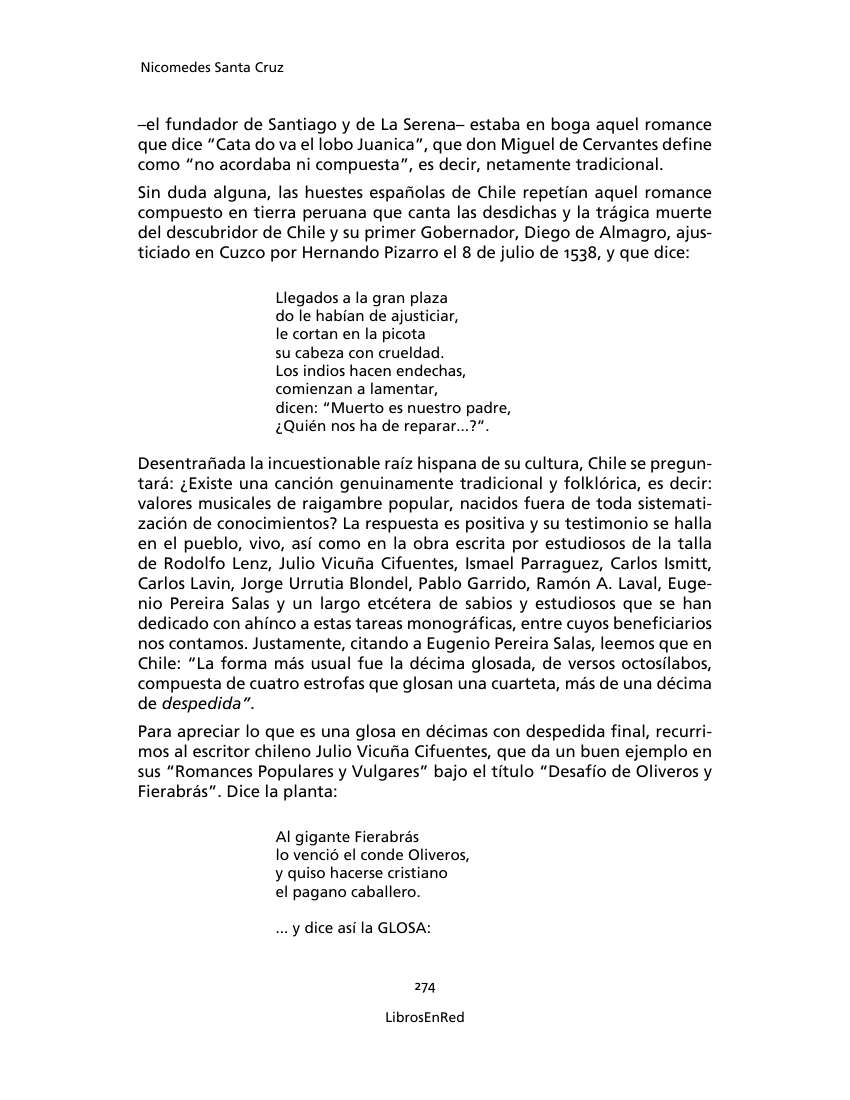 Nicomedes Santa Cruz
–el fundador de Santiago y de La Serena– estaba en boga aquel romance
que dice “Cata do va el lobo Juanica”, que don Miguel de Cervantes define
como “no acordaba ni compuesta”, es decir, netamente tradicional.
Sin duda alguna, las huestes españolas de Chile repetían aquel romance
compuesto en tierra peruana que canta las desdichas y la trágica muerte
del descubridor de Chile y su primer Gobernador, Diego de Almagro, ajus-
ticiado en Cuzco por Hernando Pizarro el 8 de julio de 1538, y que dice:
Llegados a la gran plaza
do le habían de ajusticiar,
le cortan en la picota
su cabeza con crueldad.
Los indios hacen endechas,
comienzan a lamentar,
dicen: “Muerto es nuestro padre,
¿Quién nos ha de reparar...?”.
Desentrañada la incuestionable raíz hispana de su cultura, Chile se pregun-
tará: ¿Existe una canción genuinamente tradicional y folklórica, es decir:
valores musicales de raigambre popular, nacidos fuera de toda sistemati-
zación de conocimientos? La respuesta es positiva y su testimonio se halla
en el pueblo, vivo, así como en la obra escrita por estudiosos de la talla
de Rodolfo Lenz, Julio Vicuña Cifuentes, Ismael Parraguez, Carlos Ismitt,
Carlos Lavin, Jorge Urrutia Blondel, Pablo Garrido, Ramón A. Laval, Euge-
nio Pereira Salas y un largo etcétera de sabios y estudiosos que se han
dedicado con ahínco a estas tareas monográficas, entre cuyos beneficiarios
nos contamos. Justamente, citando a Eugenio Pereira Salas, leemos que en
Chile: “La forma más usual fue la décima glosada, de versos octosílabos,
compuesta de cuatro estrofas que glosan una cuarteta, más de una décima
de despedida”.
Para apreciar lo que es una glosa en décimas con despedida final, recurri-
mos al escritor chileno Julio Vicuña Cifuentes, que da un buen ejemplo en
sus “Romances Populares y Vulgares” bajo el título “Desafío de Oliveros y
Fierabrás”. Dice la planta:
Al gigante Fierabrás
lo venció el conde Oliveros,
y quiso hacerse cristiano
el pagano caballero.
... y dice así la GLOSA:
274
LibrosEnRed